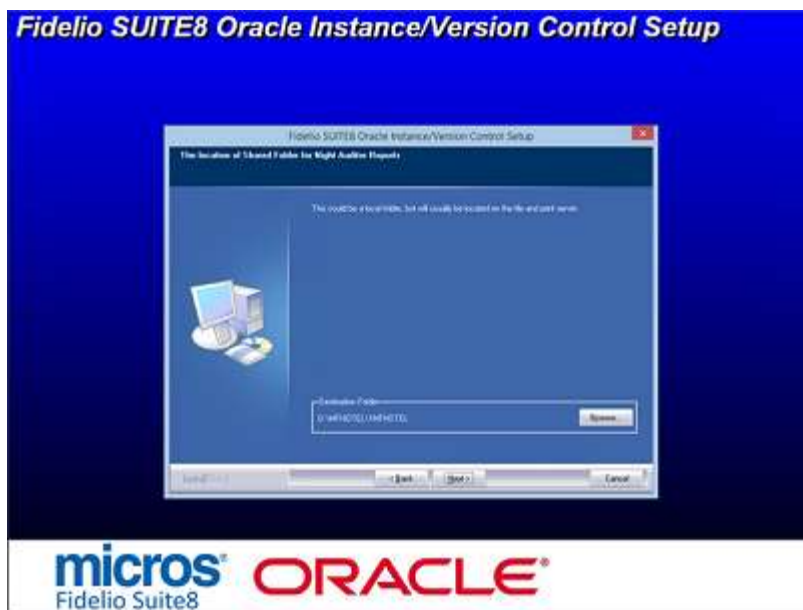 Fidelio SUITE8 Oracle Instance/Version Control Setup
Fidelio SUITE8 Oracle Instance/Version Control Setup
The location of Shared Folder for Night Auditor Reports
This could be a local folder, but will usually be located on the file and print server.
Destination Folder
Browse...
< Back
Next >
Cancel
micros
ORACLE
Fidelio Suite8